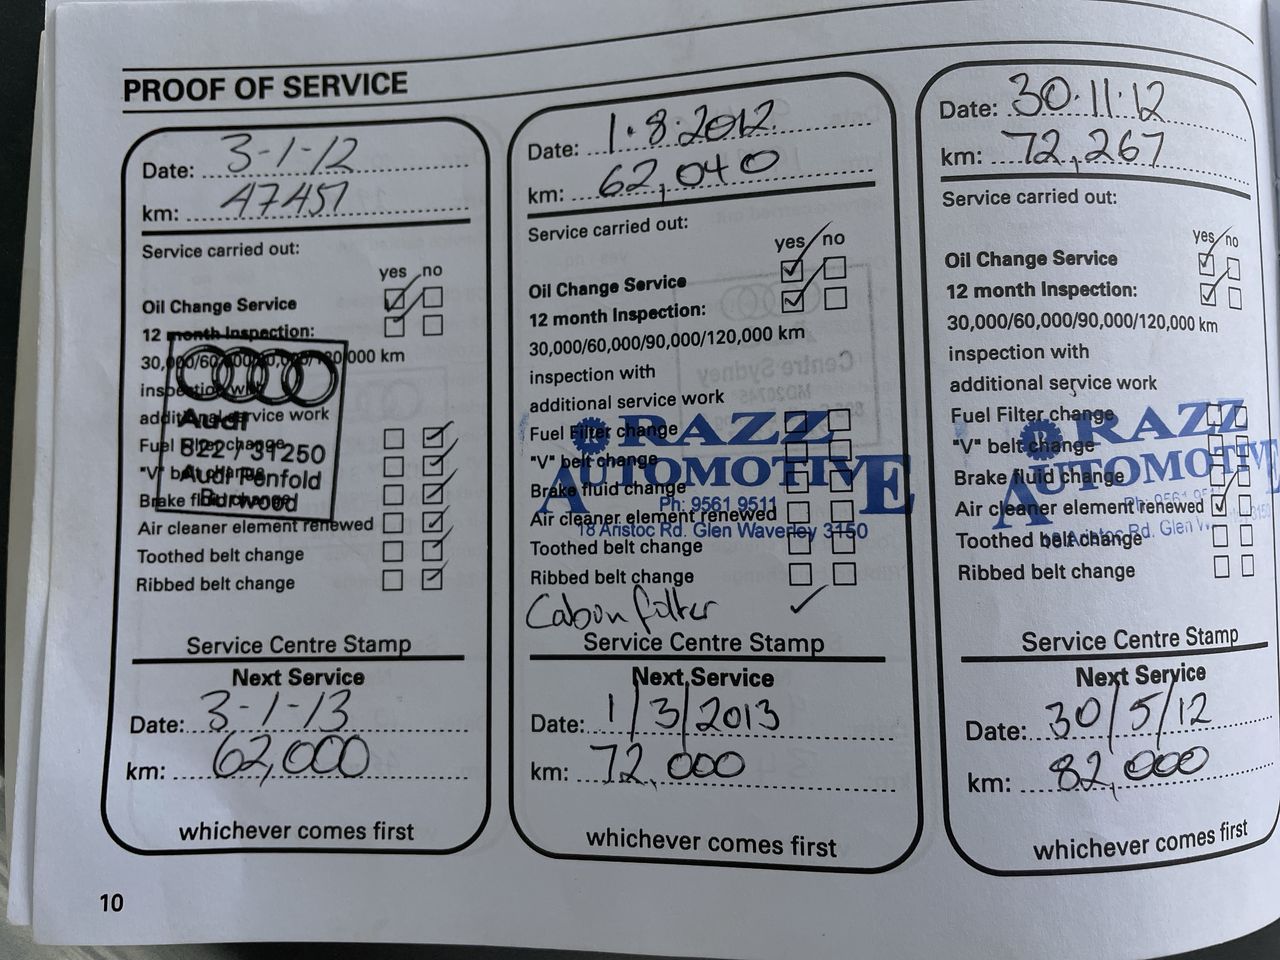 PROOF OF SERVICE
Date: 3-1-12
km: 47457
Service carried out:
yes no
Oil Change Service
12 month Inspection:
30,000/60,000/90,000/120,000 km
inspection with
additional service work
Fuel Filter change
"V" belt change
Brake fluid change
Air cleaner element renewed
Toothed belt change
Ribbed belt change
Audi
822 / 31250
Audi Penfold
Burwood
Service Centre Stamp
Next Service
Date: 3-1-13
km: 62,000
whichever comes first
Date: 1.8.2012
km: 62,040
Service carried out:
yes no
Oil Change Service
12 month Inspection:
30,000/60,000/90,000/120,000 km
inspection with
additional service work
Fuel Filter change
"V" belt change
Brake fluid change
Air cleaner element renewed
Toothed belt change
Ribbed belt change
RAZZ
AUTOMOTIVE
Ph: 9561 9511
18 Aristoc Rd. Glen Waverley 3150
Cabon filter
Service Centre Stamp
Next Service
Date: 1/3/2013
km: 72,000
whichever comes first
Date: 30.11.12
km: 72,267
Service carried out:
yes no
Oil Change Service
12 month Inspection:
30,000/60,000/90,000/120,000 km
inspection with
additional service work
Fuel Filter change
"V" belt change
Brake fluid change
Air cleaner element renewed
Toothed belt change
Ribbed belt change
RAZZ
AUTOMOTIVE
Ph: 9561
Aristoc Rd. Glen
Service Centre Stamp
Next Service
Date: 30/5/12
km: 82,000
whichever comes first
10